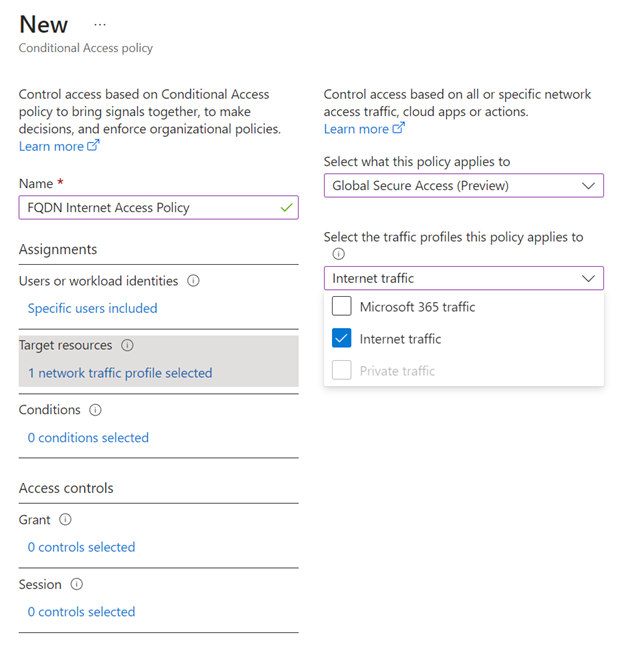 New ...
Conditional Access policy
Control access based on Conditional Access
policy to bring signals together, to make
decisions, and enforce organizational policies.
Learn more
Name *
FQDN Internet Access Policy
Assignments
Users or workload identities
Specific users included
Target resources
1 network traffic profile selected
Conditions
0 conditions selected
Access controls
Grant
0 controls selected
Session
0 controls selected
Control access based on all or specific network
access traffic, cloud apps or actions.
Learn more
Select what this policy applies to
Global Secure Access (Preview)
Select the traffic profiles this policy applies to
Internet traffic
Microsoft 365 traffic
Internet traffic
Private traffic